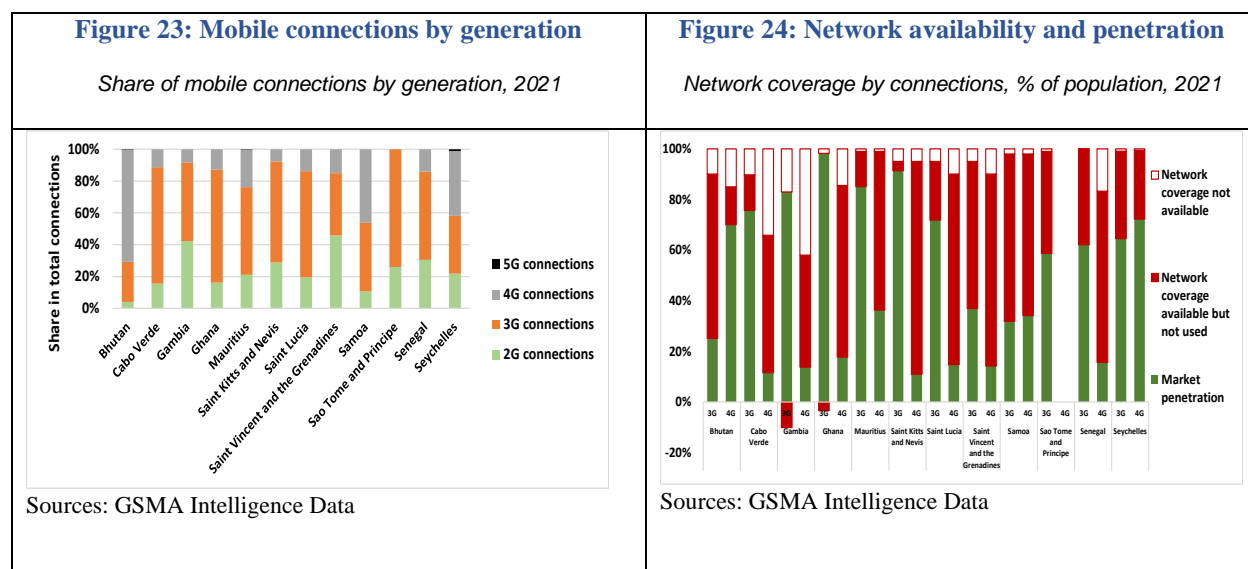 Figure 23: Mobile connections by generation
Share of mobile connections by generation, 2021
Share in total connections
100%
80%
60%
40%
20%
0%
Bhutan
Cabo Verde
Gambia
Ghana
Mauritius
Saint Kitts and Nevis
Saint Lucia
Saint Vincent and the Grenadines
Samoa
Sao Tome and Principe
Senegal
Seychelles
5G connections
4G connections
3G connections
2G connections
Sources: GSMA Intelligence Data
Figure 24: Network availability and penetration
Network coverage by connections, % of population, 2021
100%
80%
60%
40%
20%
0%
-20%
3G 4G 3G 4G 3G 4G 3G 4G 3G 4G 3G 4G 3G 4G 3G 4G 3G 4G 3G 4G 3G 4G 3G 4G
Bhutan
Cabo
Verde
Gambia
Ghana
Mauritius
Saint Kitts
and Nevis
Saint Lucia
Saint
Vincent
and the
Grenadines
Samoa
Sao Tome
and
Principe
Senegal
Seychelles
Network
coverage not
available
Network
coverage
available but
not used
Market
penetration
Sources: GSMA Intelligence Data